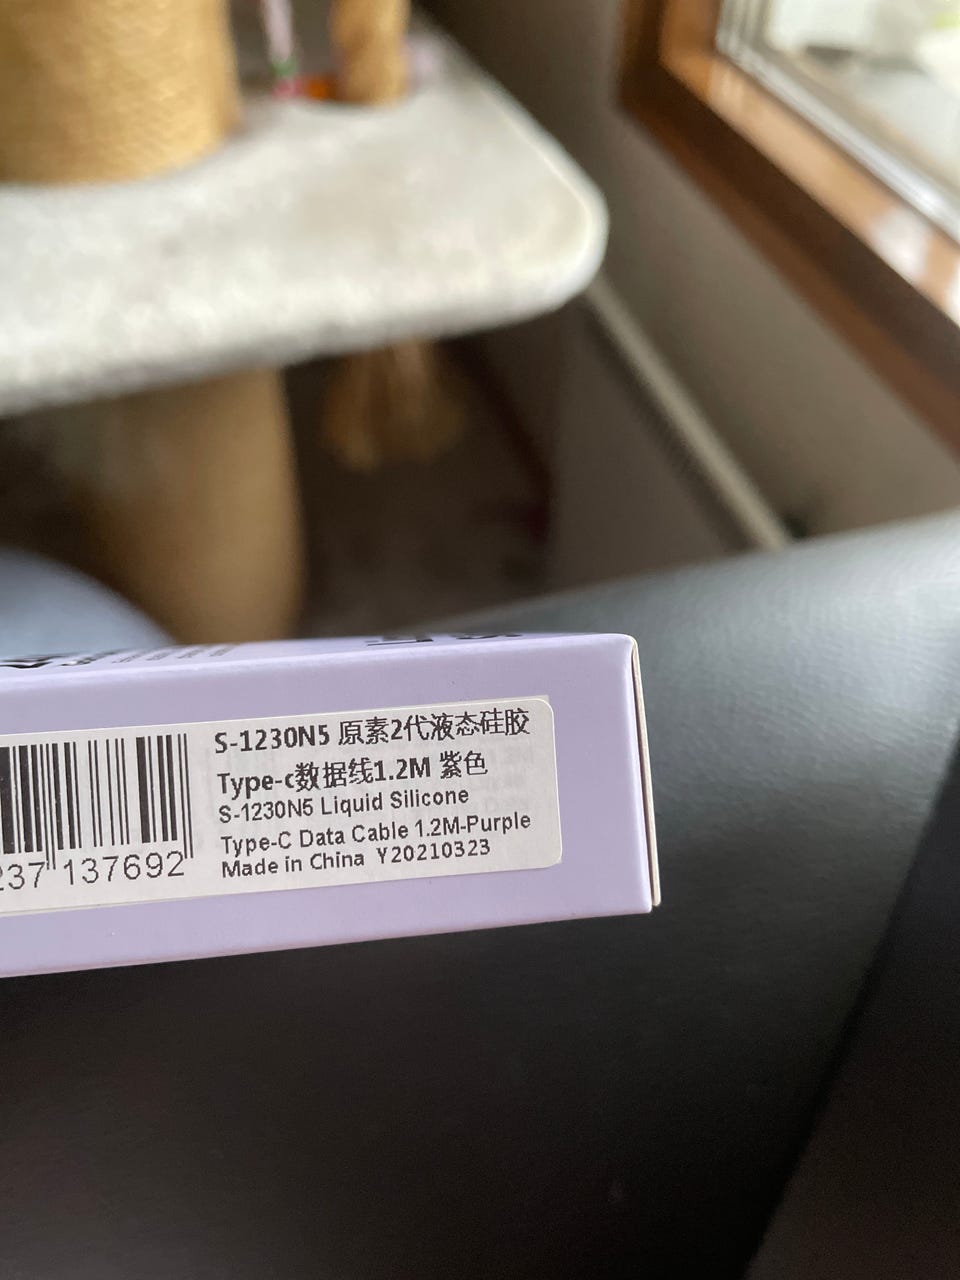 S-1230N5 原素2代液态硅胶
Type-c数据线1.2M 紫色
S-1230N5 Liquid Silicone
Type-C Data Cable 1.2M-Purple
Made in China Y20210323
237 137692